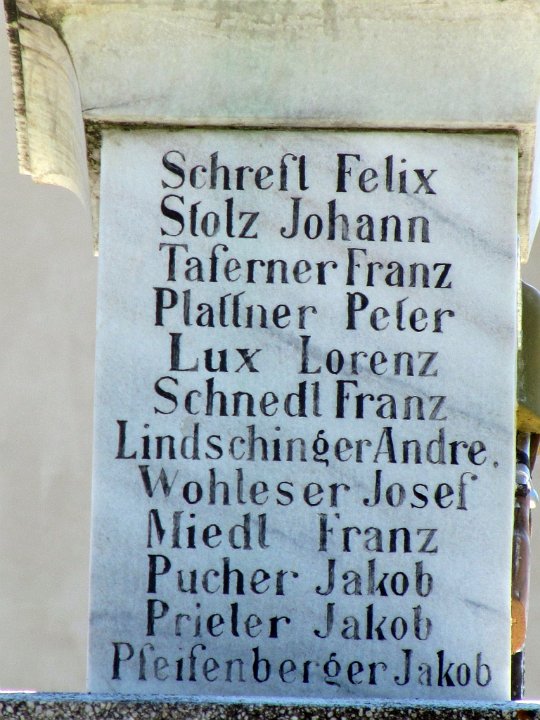 Schrefl Felix
Stolz Johann
Taferner Franz
Plattner Peter
Lux Lorenz
Schnedl Franz
Lindschinger Andre.
Wohleser Josef
Miedl Franz
Pucher Jakob
Prieler Jakob
Pfeifenberger Jakob